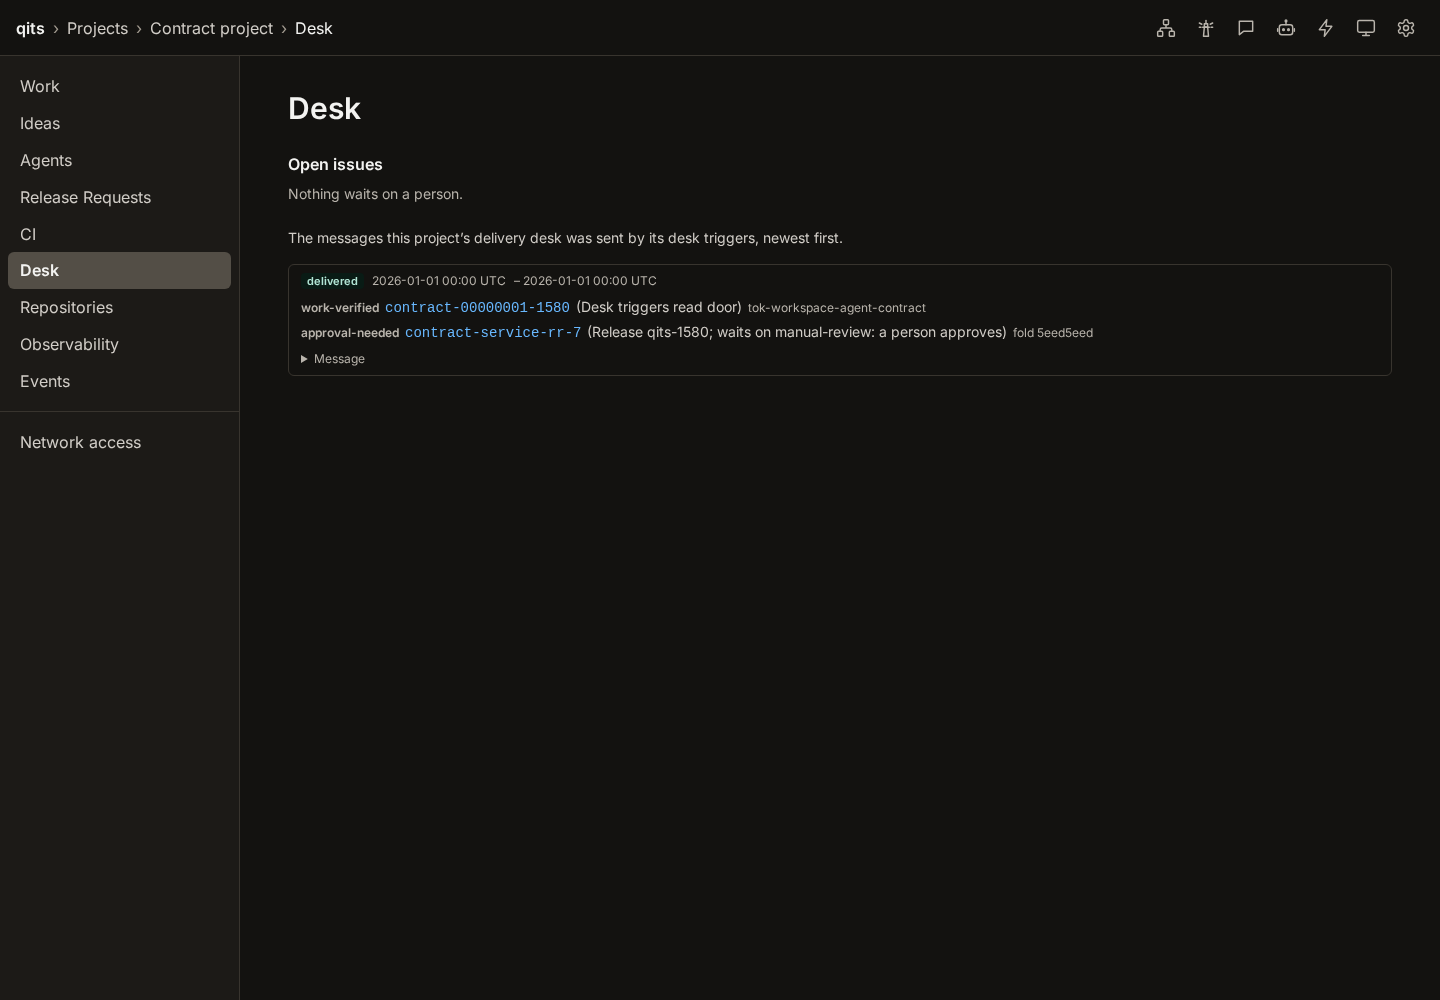 qits › Projects › Contract project › Desk
Work
Ideas
Agents
Release Requests
CI
Desk
Repositories
Observability
Events
Network access
Desk
Open issues
Nothing waits on a person.
The messages this project’s delivery desk was sent by its desk triggers, newest first.
delivered 2026-01-01 00:00 UTC – 2026-01-01 00:00 UTC
work-verified contract-00000001-1580 (Desk triggers read door) tok-workspace-agent-contract
approval-needed contract-service-rr-7 (Release qits-1580; waits on manual-review: a person approves) fold 5eed5eed
Message